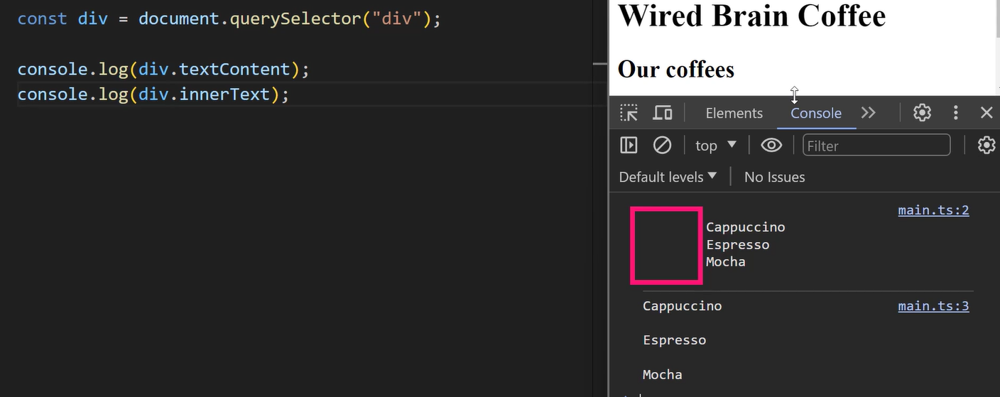 const div = document.querySelector("div");
console.log(div.textContent);
console.log(div.innerText);
Wired Brain Coffee
Our coffees
Elements Console
top Filter
Default levels No Issues
main.ts:2
Cappuccino
Espresso
Mocha
Cappuccino main.ts:3
Espresso
Mocha